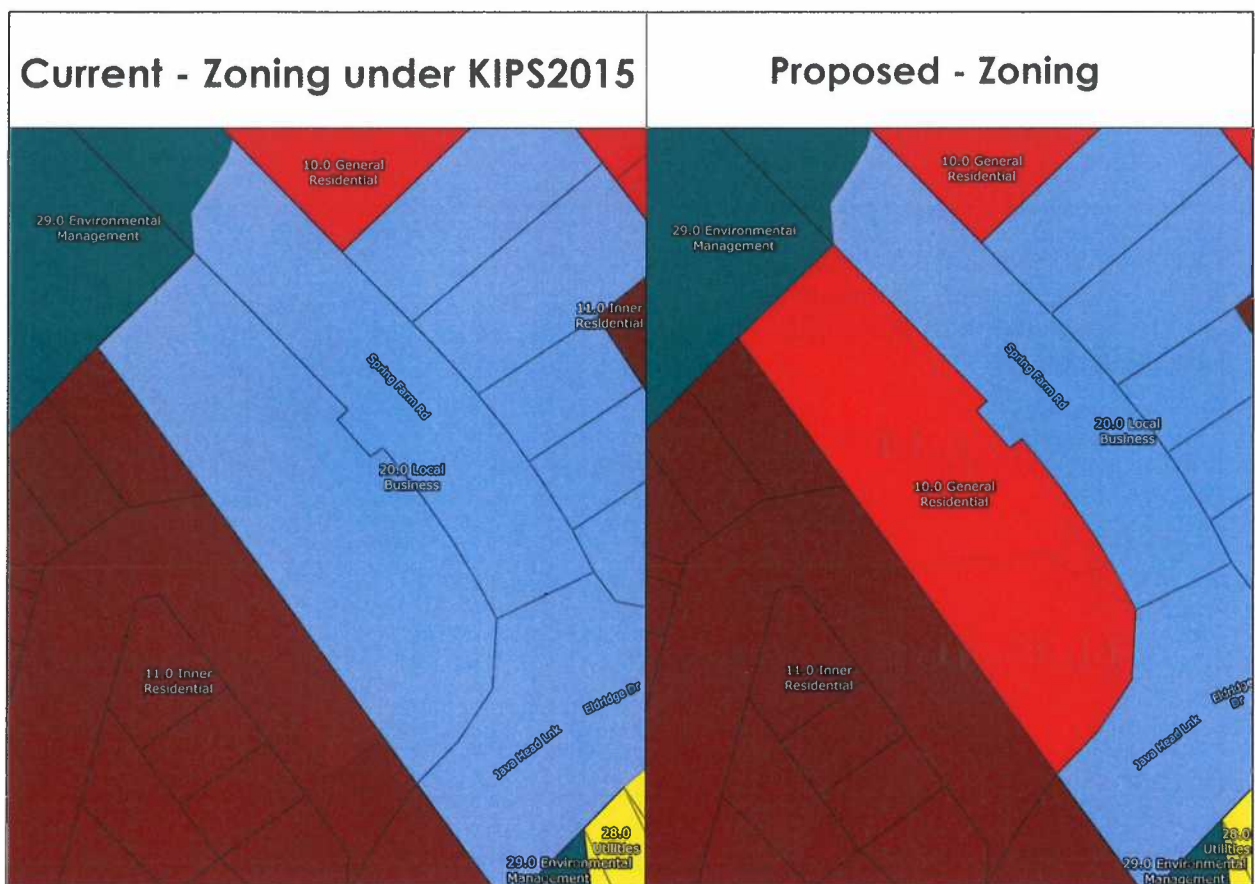 Current - Zoning under KIPS2015
10.0 General
Residential
29.0 Environmental
Management
11.0 Inner
Residential
Spring Farm Rd
20.0 Local
Business
11.0 Inner
Residential
Eldridge Dr
Java Head Lnk
28.0
Utilities
29.0 Environmental
Management
Proposed - Zoning
10.0 General
Residential
29.0 Environmental
Management
Spring Farm Rd
20.0 Local
Business
10.0 General
Residential
11.0 Inner
Residential
Eldridge
Dr
Java Head Lnk
28.0
Utilities
29.0 Environmental
Management